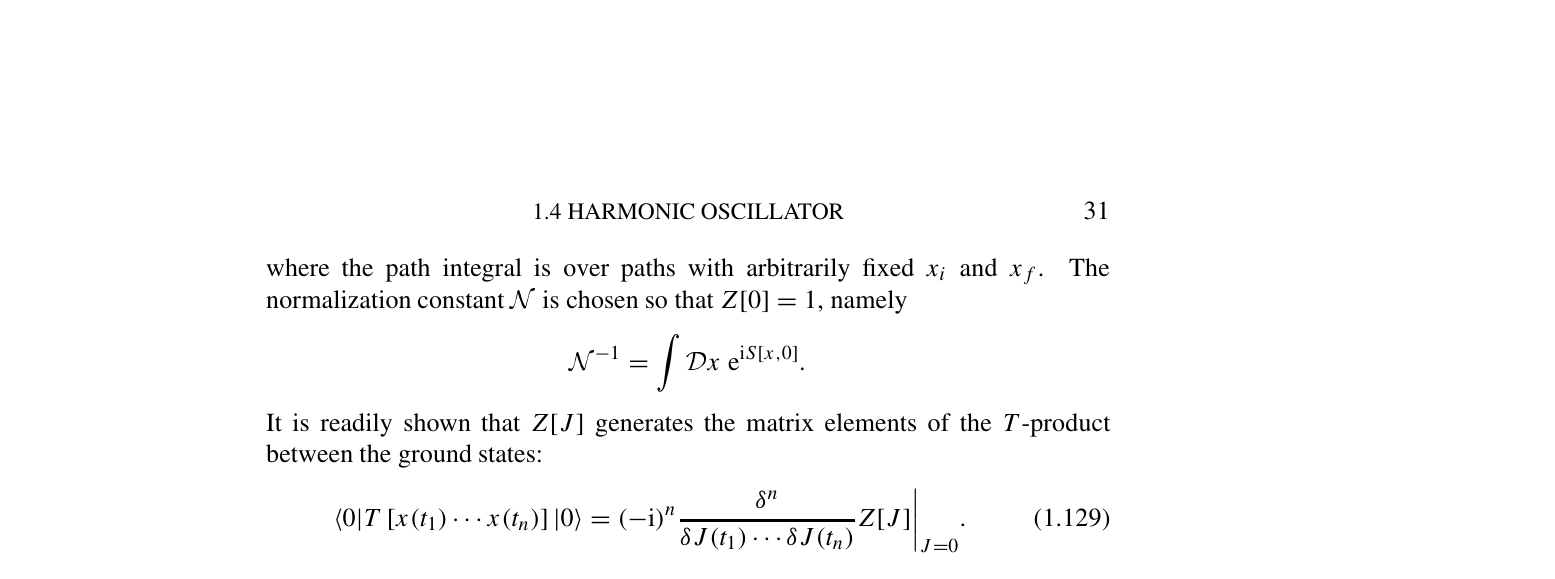 1.4 HARMONIC OSCILLATOR 31
where the path integral is over paths with arbitrarily fixed x_i and x_f. The
normalization constant 𝒩 is chosen so that Z[0] = 1, namely
𝒩^{−1} = ∫ 𝒟x e^{iS[x,0]}.
It is readily shown that Z[J] generates the matrix elements of the T-product
between the ground states:
⟨0|T [x(t_1) ··· x(t_n)] |0⟩ = (−i)^n \frac{δ^n}{δJ(t_1) ··· δJ(t_n)} Z[J]|_{J=0}. (1.129)